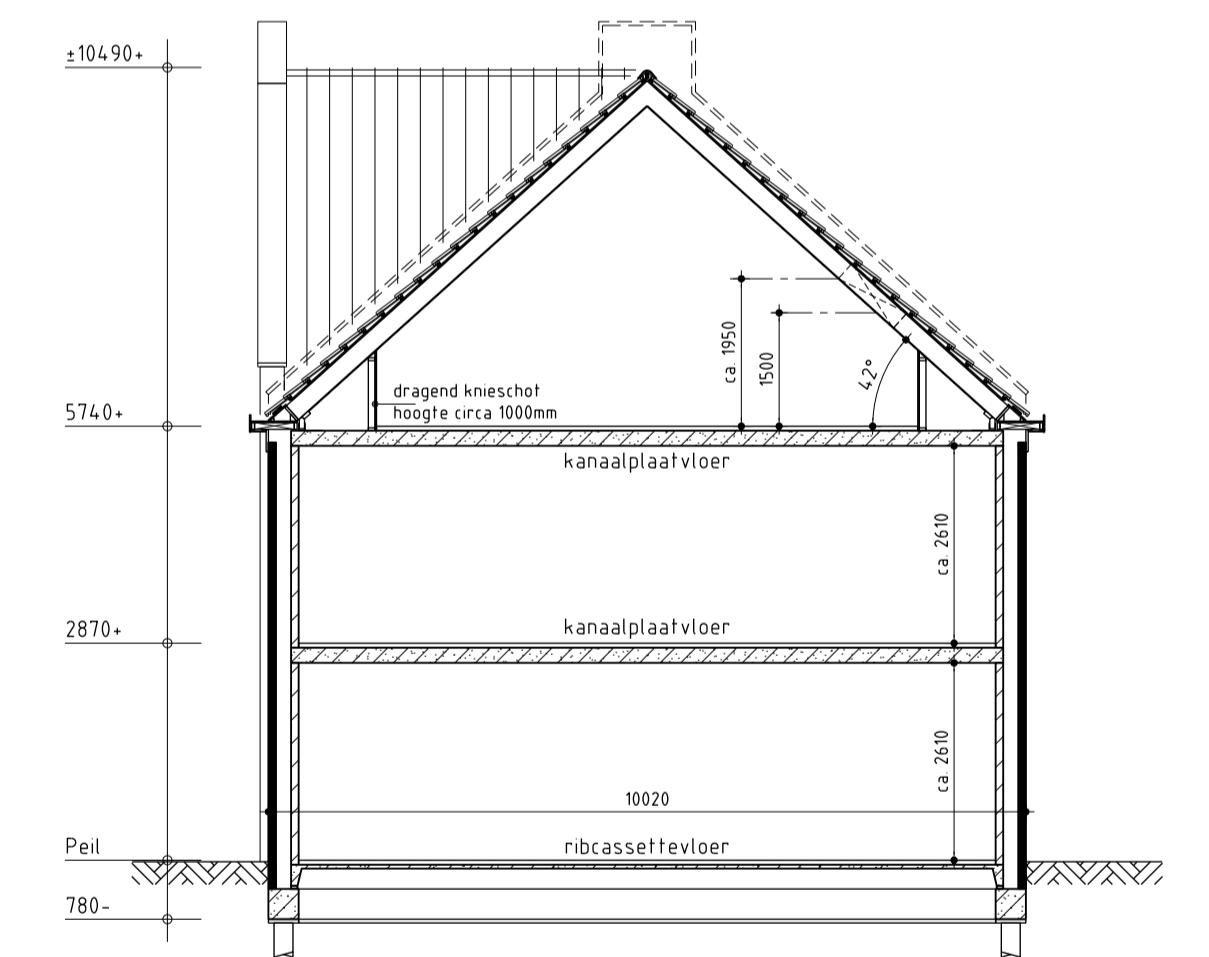 ±10490+
ca. 1950
1500
42°
dragend knieschot
hoogte circa 1000mm
5740+
kanaalplaatvloer
ca. 2610
2870+
kanaalplaatvloer
ca. 2610
10020
Peil
ribcassettevloer
780-